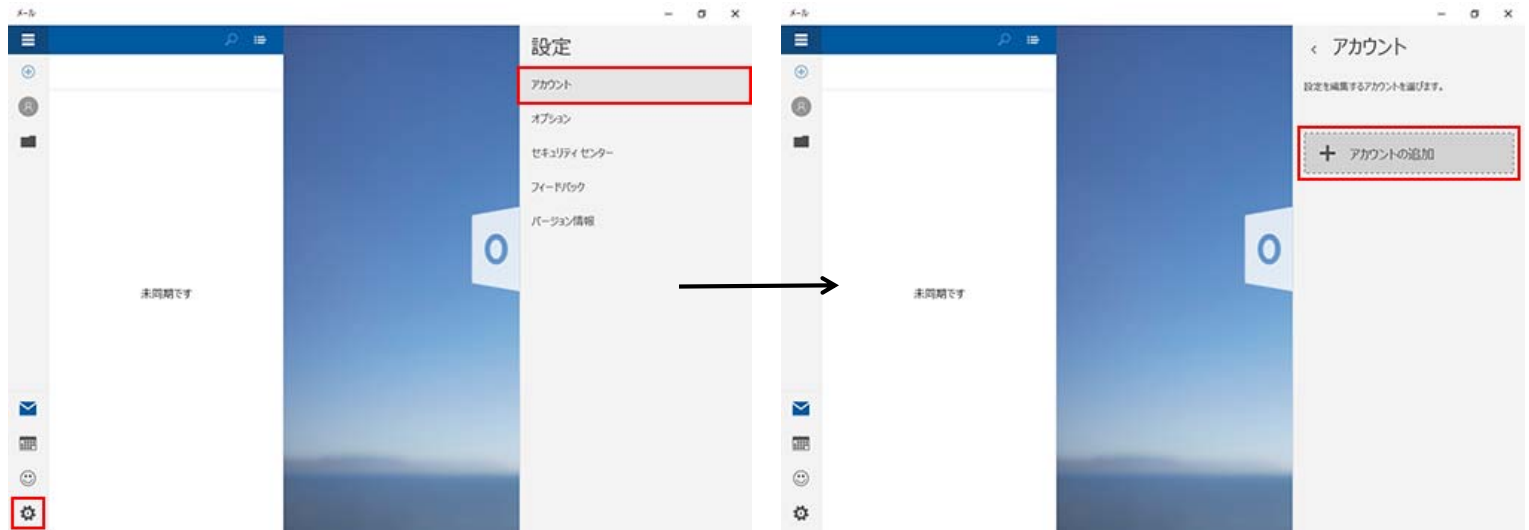 メール
設定
アカウント
オプション
セキュリティ センター
フィードバック
バージョン情報
未同期です
メール
アカウント
設定を編集するアカウントを選びます。
アカウントの追加
未同期です